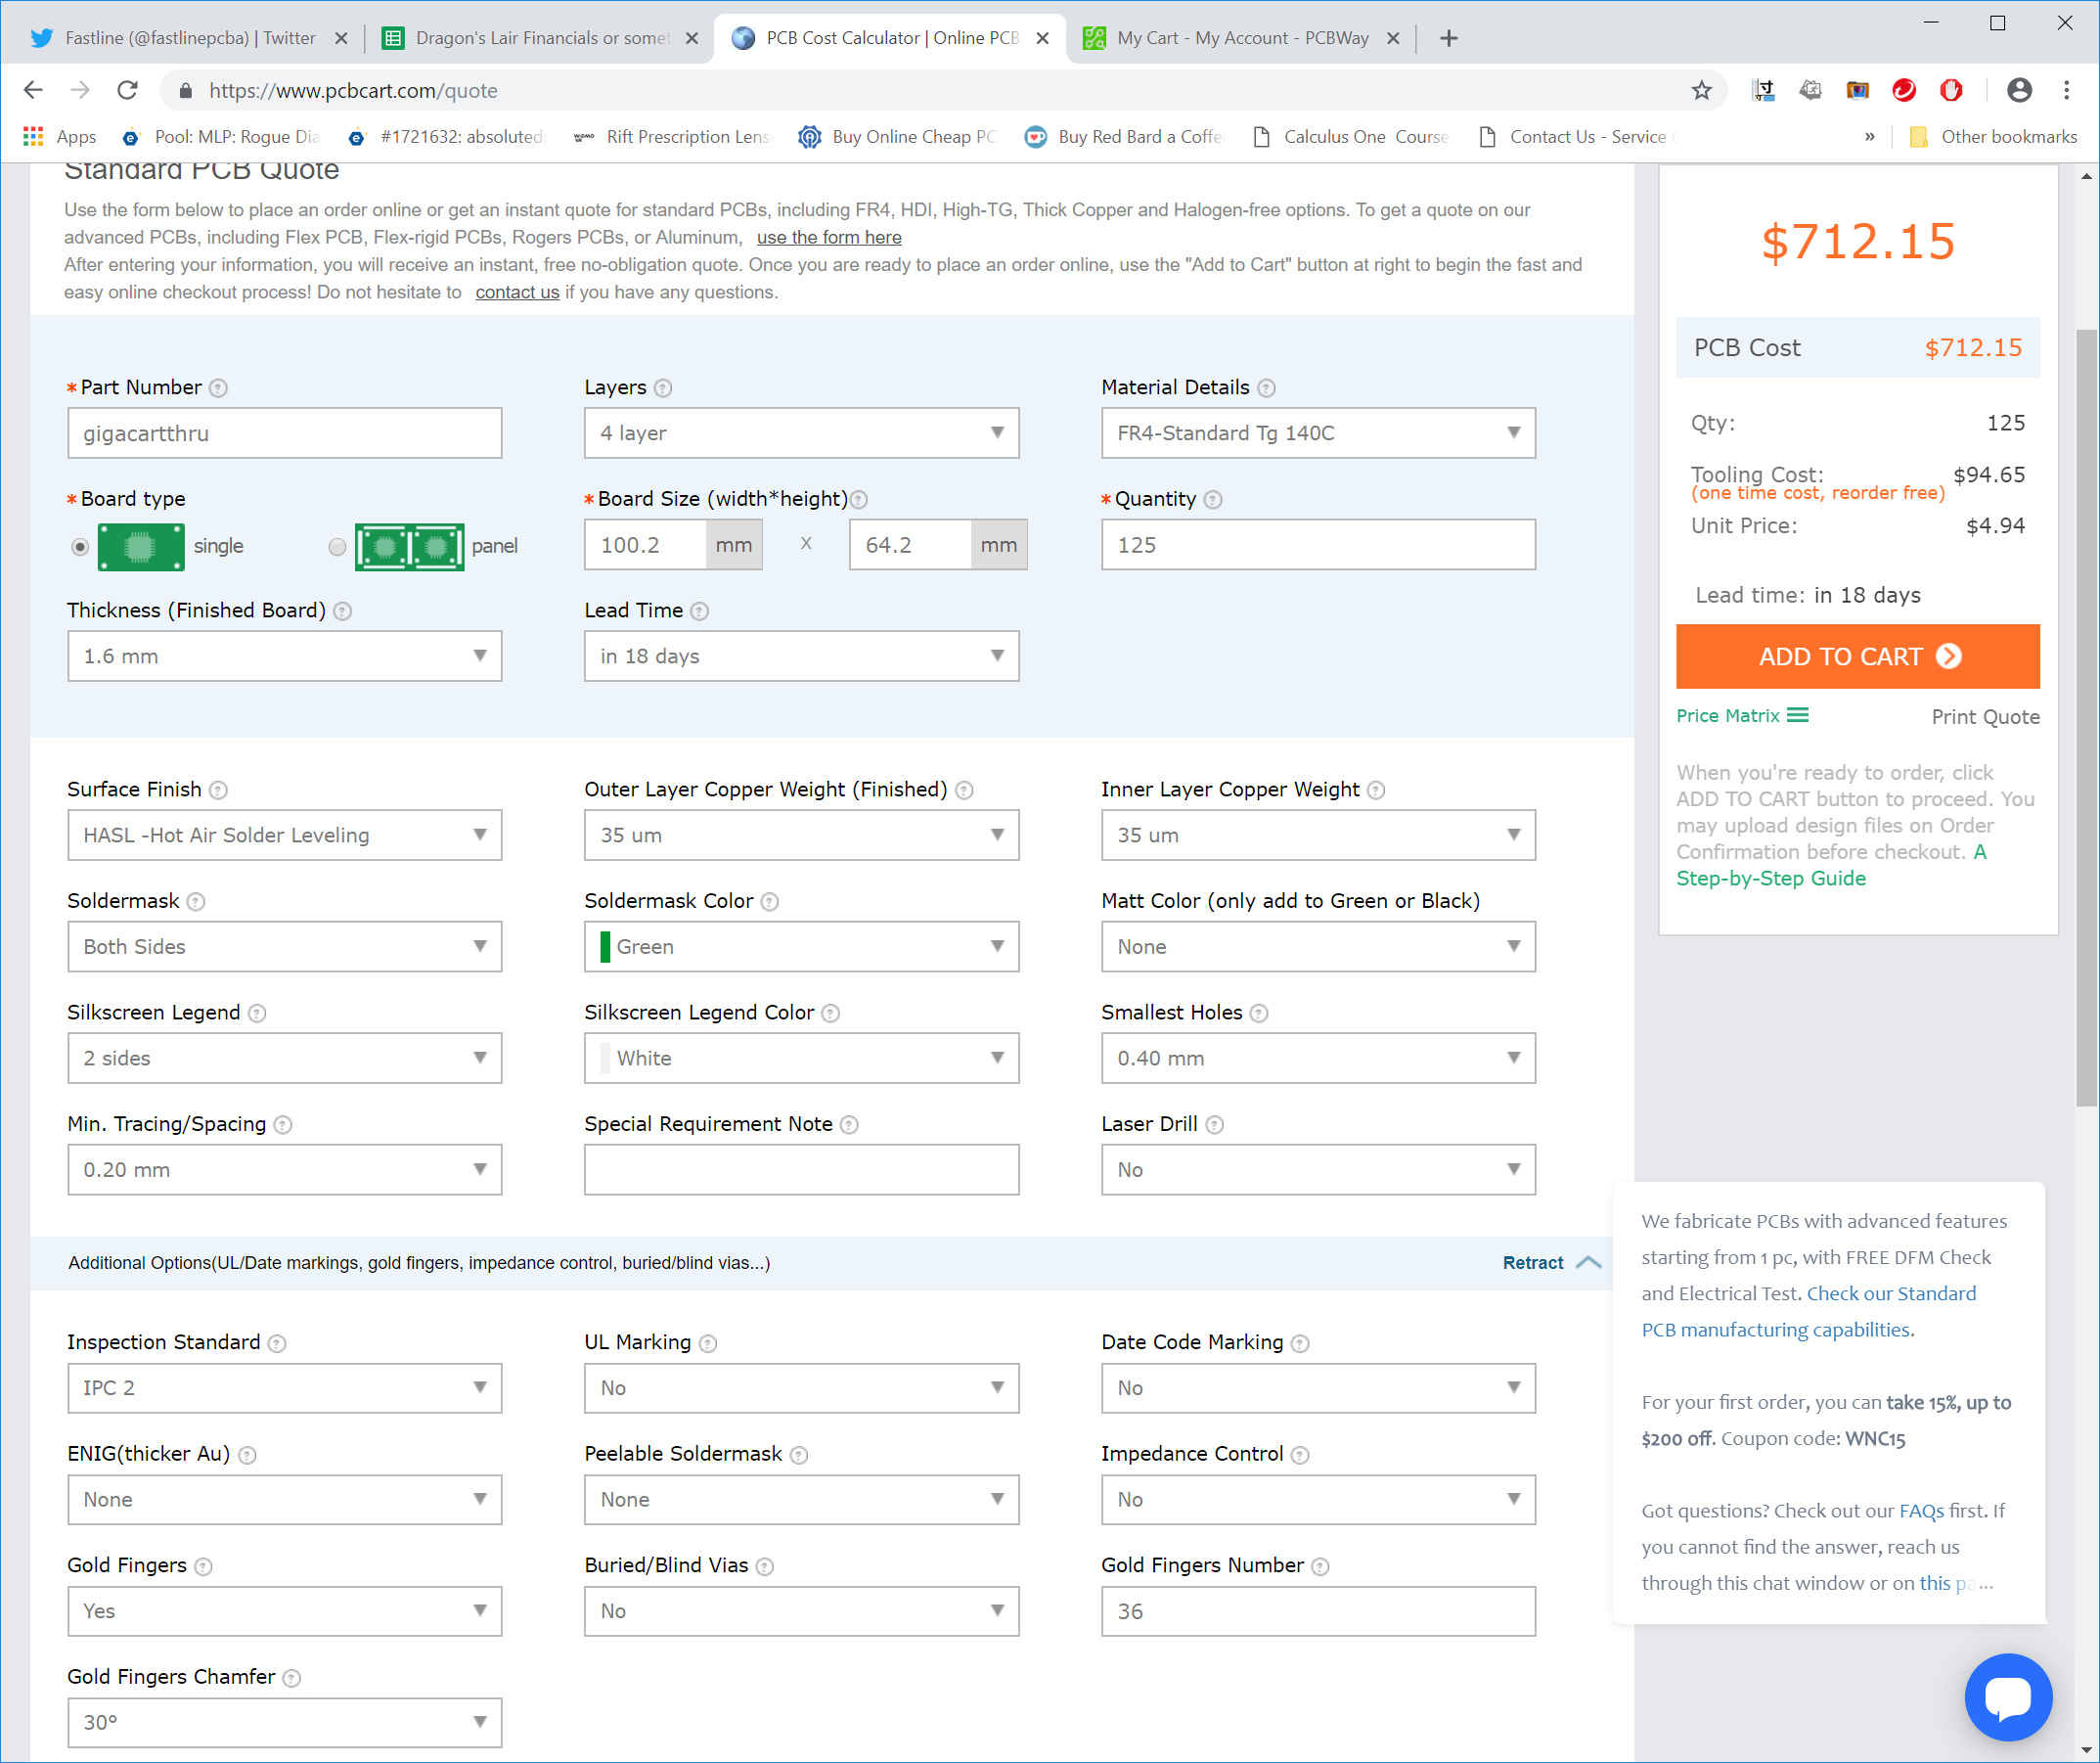 Fastline (@fastlinepcba) | Twitter
Dragon's Lair Financials or somet
PCB Cost Calculator | Online PCB
My Cart - My Account - PCBWay
https://www.pcbcart.com/quote
Apps
Pool: MLP: Rogue Dia
#1721632: absoluted
Rift Prescription Lens
Buy Online Cheap PC
Buy Red Bard a Coffe
Calculus One Course
Contact Us - Service
»
Other bookmarks
Standard PCB Quote
Use the form below to place an order online or get an instant quote for standard PCBs, including FR4, HDI, High-TG, Thick Copper and Halogen-free options. To get a quote on our
advanced PCBs, including Flex PCB, Flex-rigid PCBs, Rogers PCBs, or Aluminum, use the form here
After entering your information, you will receive an instant, free no-obligation quote. Once you are ready to place an order online, use the "Add to Cart" button at right to begin the fast and
easy online checkout process! Do not hesitate to contact us if you have any questions.
*Part Number ?
gigacartthru
Layers ?
4 layer
Material Details ?
FR4-Standard Tg 140C
*Board type
single
panel
*Board Size (width*height) ?
100.2 mm X 64.2 mm
*Quantity ?
125
Thickness (Finished Board) ?
1.6 mm
Lead Time ?
in 18 days
Surface Finish ?
HASL -Hot Air Solder Leveling
Outer Layer Copper Weight (Finished) ?
35 um
Inner Layer Copper Weight ?
35 um
Soldermask ?
Both Sides
Soldermask Color ?
Green
Matt Color (only add to Green or Black)
None
Silkscreen Legend ?
2 sides
Silkscreen Legend Color ?
White
Smallest Holes ?
0.40 mm
Min. Tracing/Spacing ?
0.20 mm
Special Requirement Note ?
Laser Drill ?
No
Additional Options(UL/Date markings, gold fingers, impedance control, buried/blind vias...)
Retract
Inspection Standard ?
IPC 2
UL Marking ?
No
Date Code Marking ?
No
ENIG(thicker Au) ?
None
Peelable Soldermask ?
None
Impedance Control ?
No
Gold Fingers ?
Yes
Buried/Blind Vias ?
No
Gold Fingers Number ?
36
Gold Fingers Chamfer ?
30º
$712.15
PCB Cost $712.15
Qty: 125
Tooling Cost: $94.65
(one time cost, reorder free)
Unit Price: $4.94
Lead time: in 18 days
ADD TO CART
Price Matrix
Print Quote
When you're ready to order, click
ADD TO CART button to proceed. You
may upload design files on Order
Confirmation before checkout. A
Step-by-Step Guide
We fabricate PCBs with advanced features
starting from 1 pc, with FREE DFM Check
and Electrical Test. Check our Standard
PCB manufacturing capabilities.
For your first order, you can take 15%, up to
$200 off. Coupon code: WNC15
Got questions? Check out our FAQs first. If
you cannot find the answer, reach us
through this chat window or on this pa...